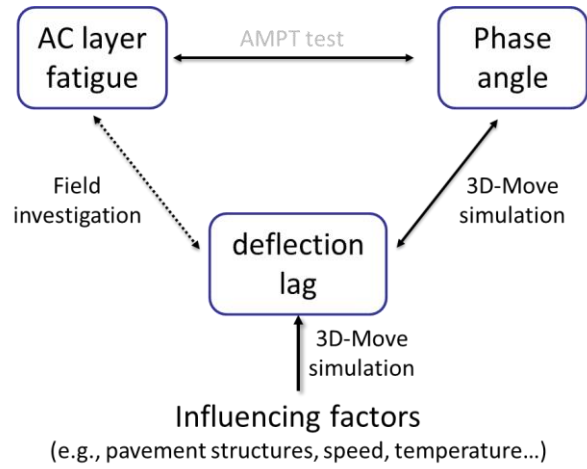 AC layer
fatigue
AMPT test
Phase
angle
Field
investigation
3D-Move
simulation
deflection
lag
3D-Move
simulation
Influencing factors
(e.g., pavement structures, speed, temperature…)